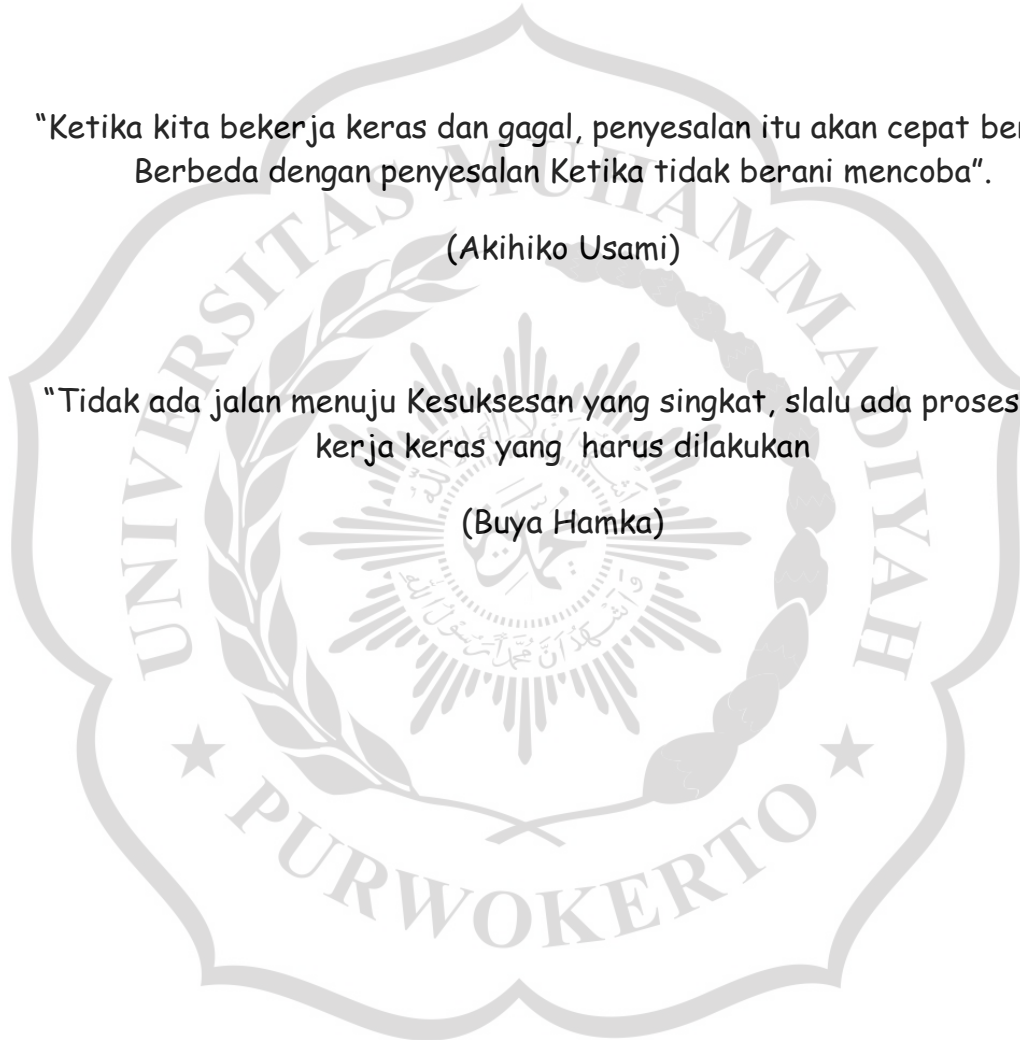 “Ketika kita bekerja keras dan gagal, penyesalan itu akan cepat
Berbeda dengan penyesalan Ketika tidak berani mencoba”.
(Akihiko Usami)
“Tidak ada jalan menuju Kesuksesan yang singkat, slalu ada proses
kerja keras yang harus dilakukan
(Buya Hamka)
UNIVERSITAS MUHAMMADIYAH
PURWOKERTO